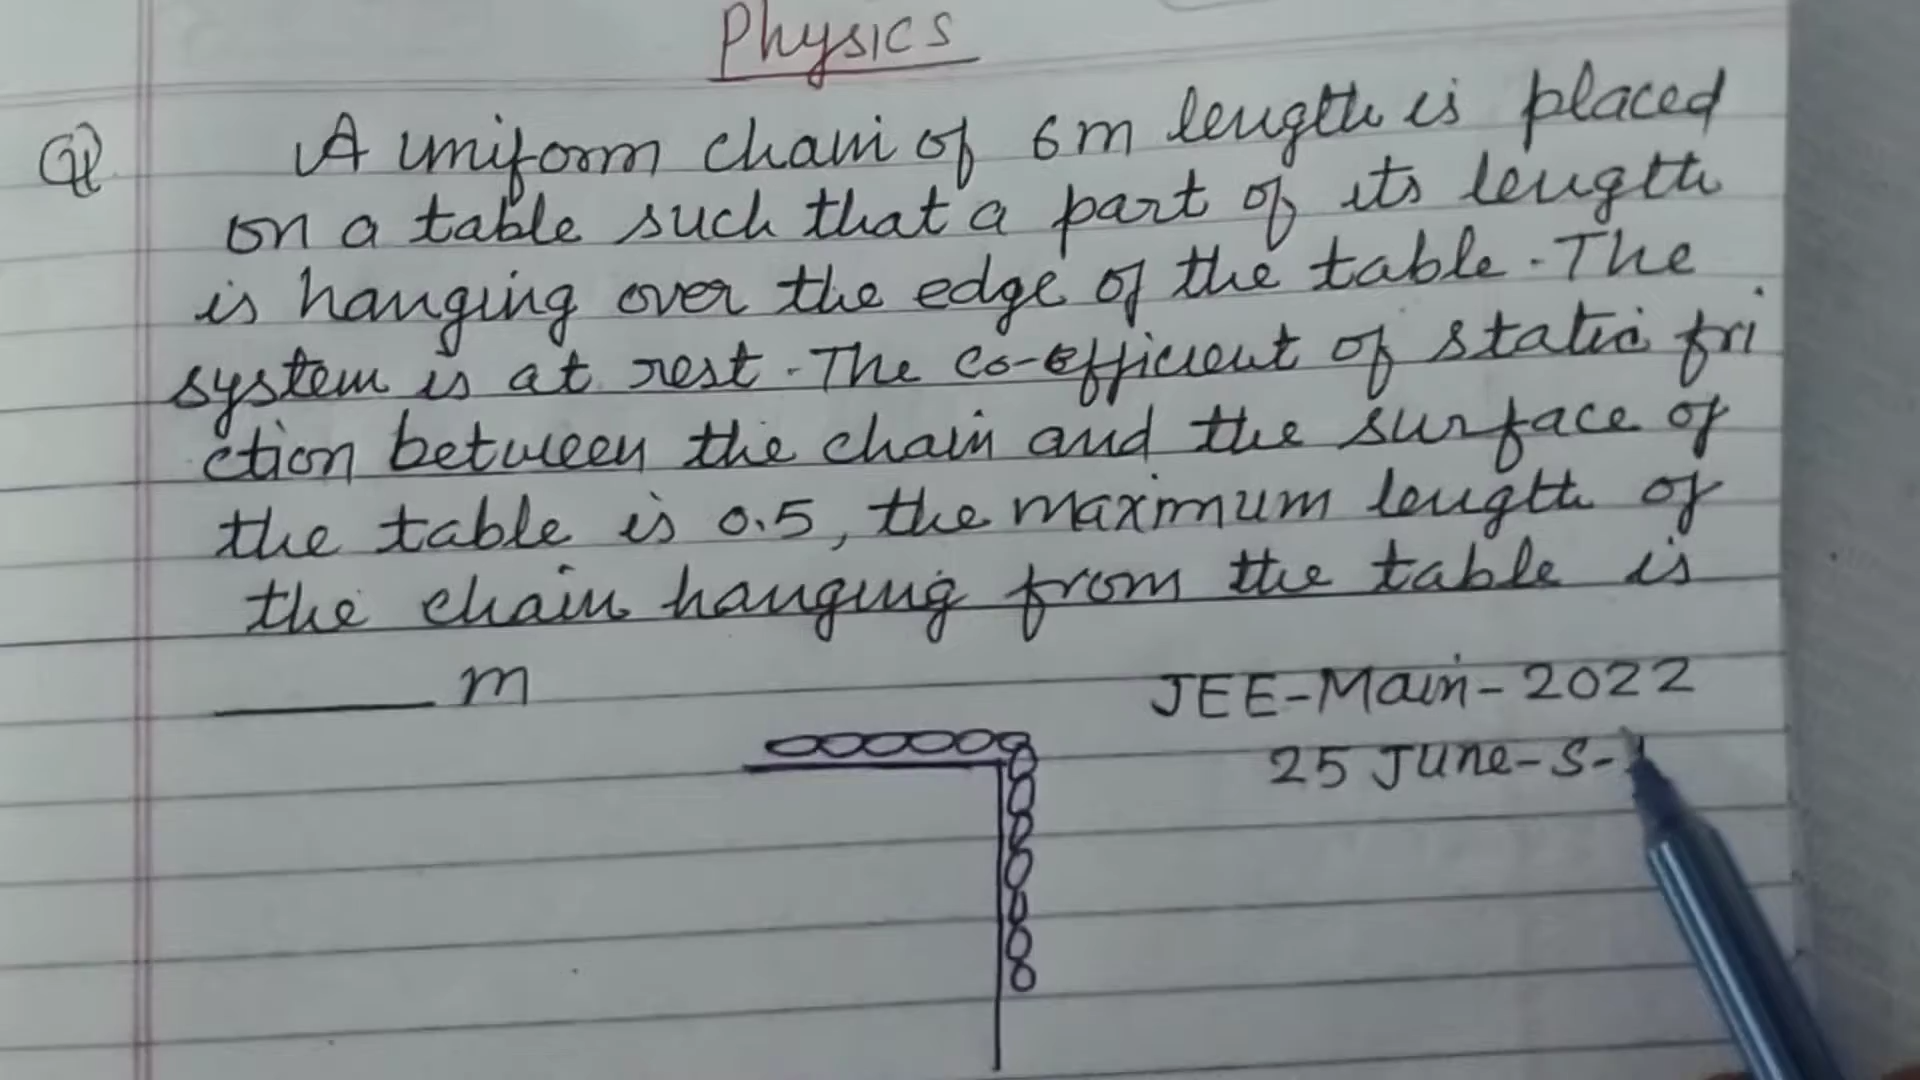 Physics
Q/ A uniform chain of 6m length is placed
on a table such that a part of its length
is hanging over the edge of the table. The
system is at rest. The co-efficient of static fri
ction between the chain and the surface of
the table is 0.5, the maximum length of
the chain hanging from the table is
______ m
JEE-Main-2022
25 June-S-